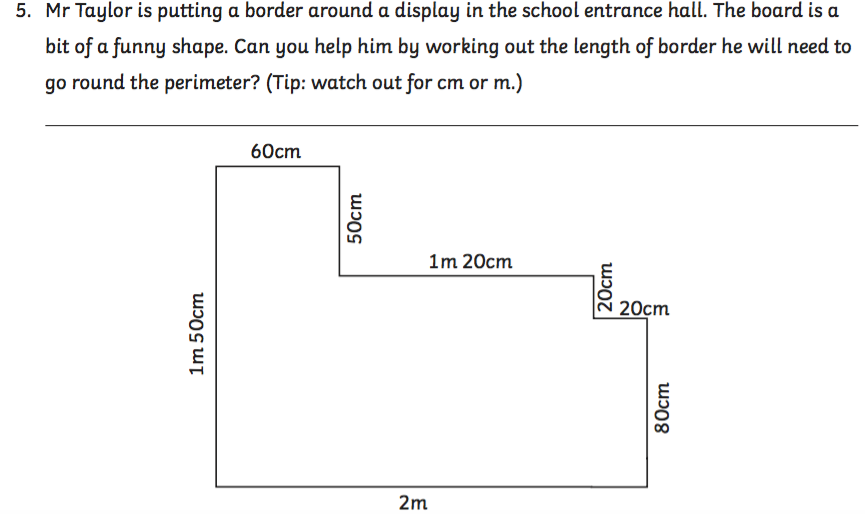 5. Mr Taylor is putting a border around a display in the school entrance hall. The board is a
bit of a funny shape. Can you help him by working out the length of border he will need to
go round the perimeter? (Tip: watch out for cm or m.)
60cm
50cm
1m 20cm
20cm
20cm
1m 50cm
80cm
2m